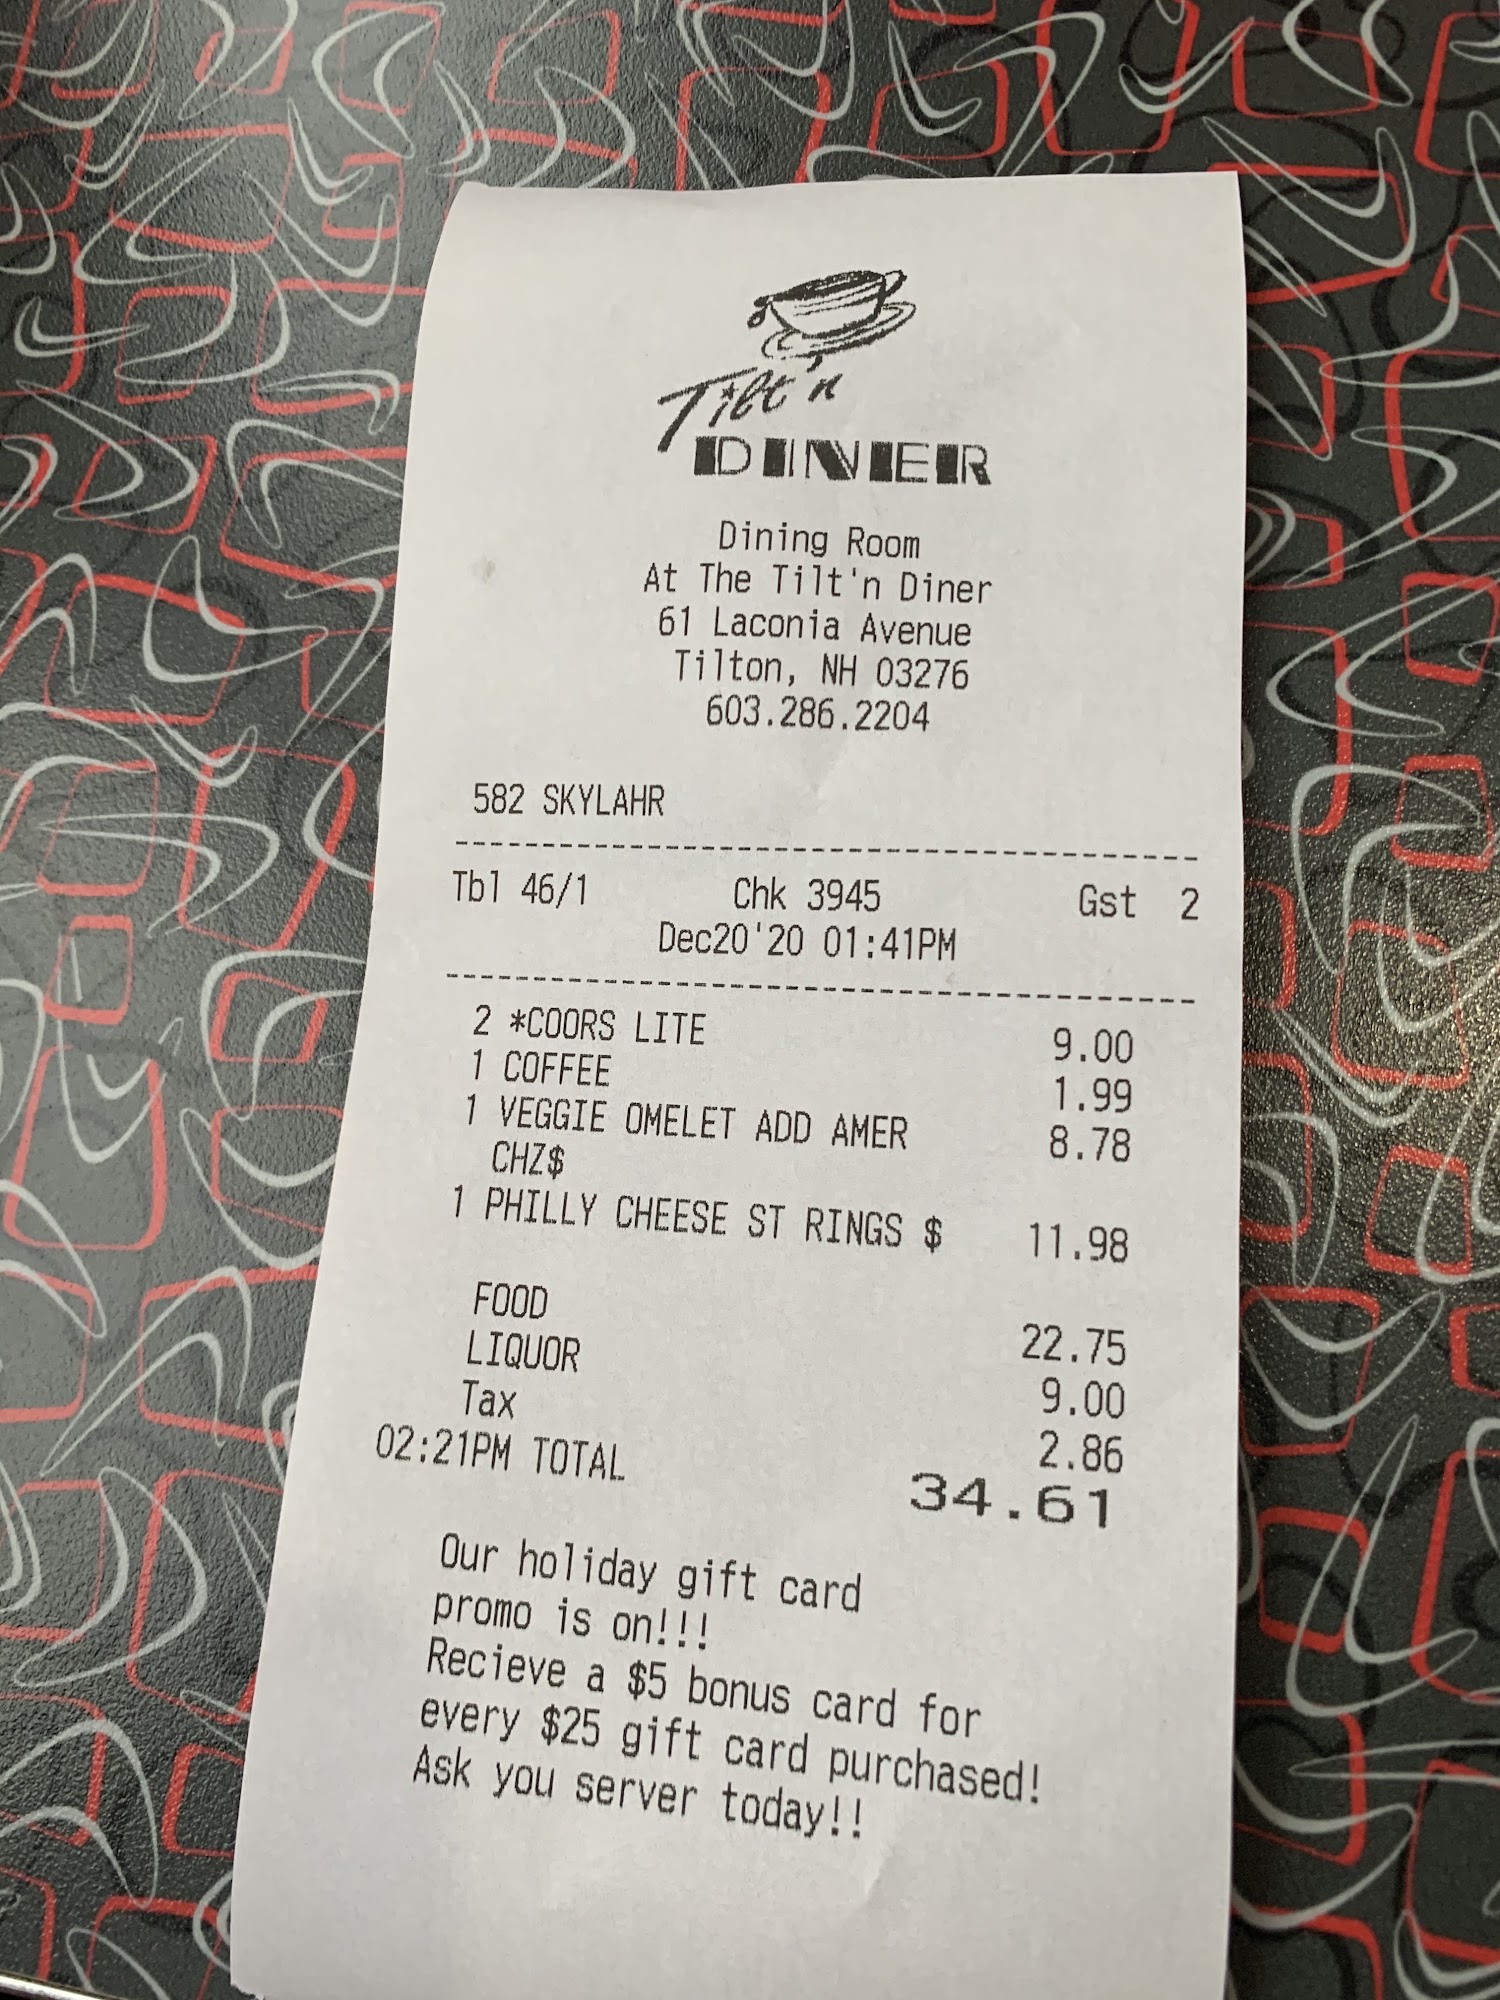 Tilt'n
DINER
Dining Room
At The Tilt'n Diner
61 Laconia Avenue
Tilton, NH 03276
603.286.2204
582 SKYLAHR
Tbl 46/1 Chk 3945 Gst 2
Dec20'20 01:41PM
2 *COORS LITE 9.00
1 COFFEE 1.99
1 VEGGIE OMELET ADD AMER 8.78
CHZ$
1 PHILLY CHEESE ST RINGS $ 11.98
FOOD 22.75
LIQUOR 9.00
Tax 2.86
02:21PM TOTAL 34.61
Our holiday gift card
promo is on!!!
Recieve a $5 bonus card for
every $25 gift card purchased!
Ask you server today!!